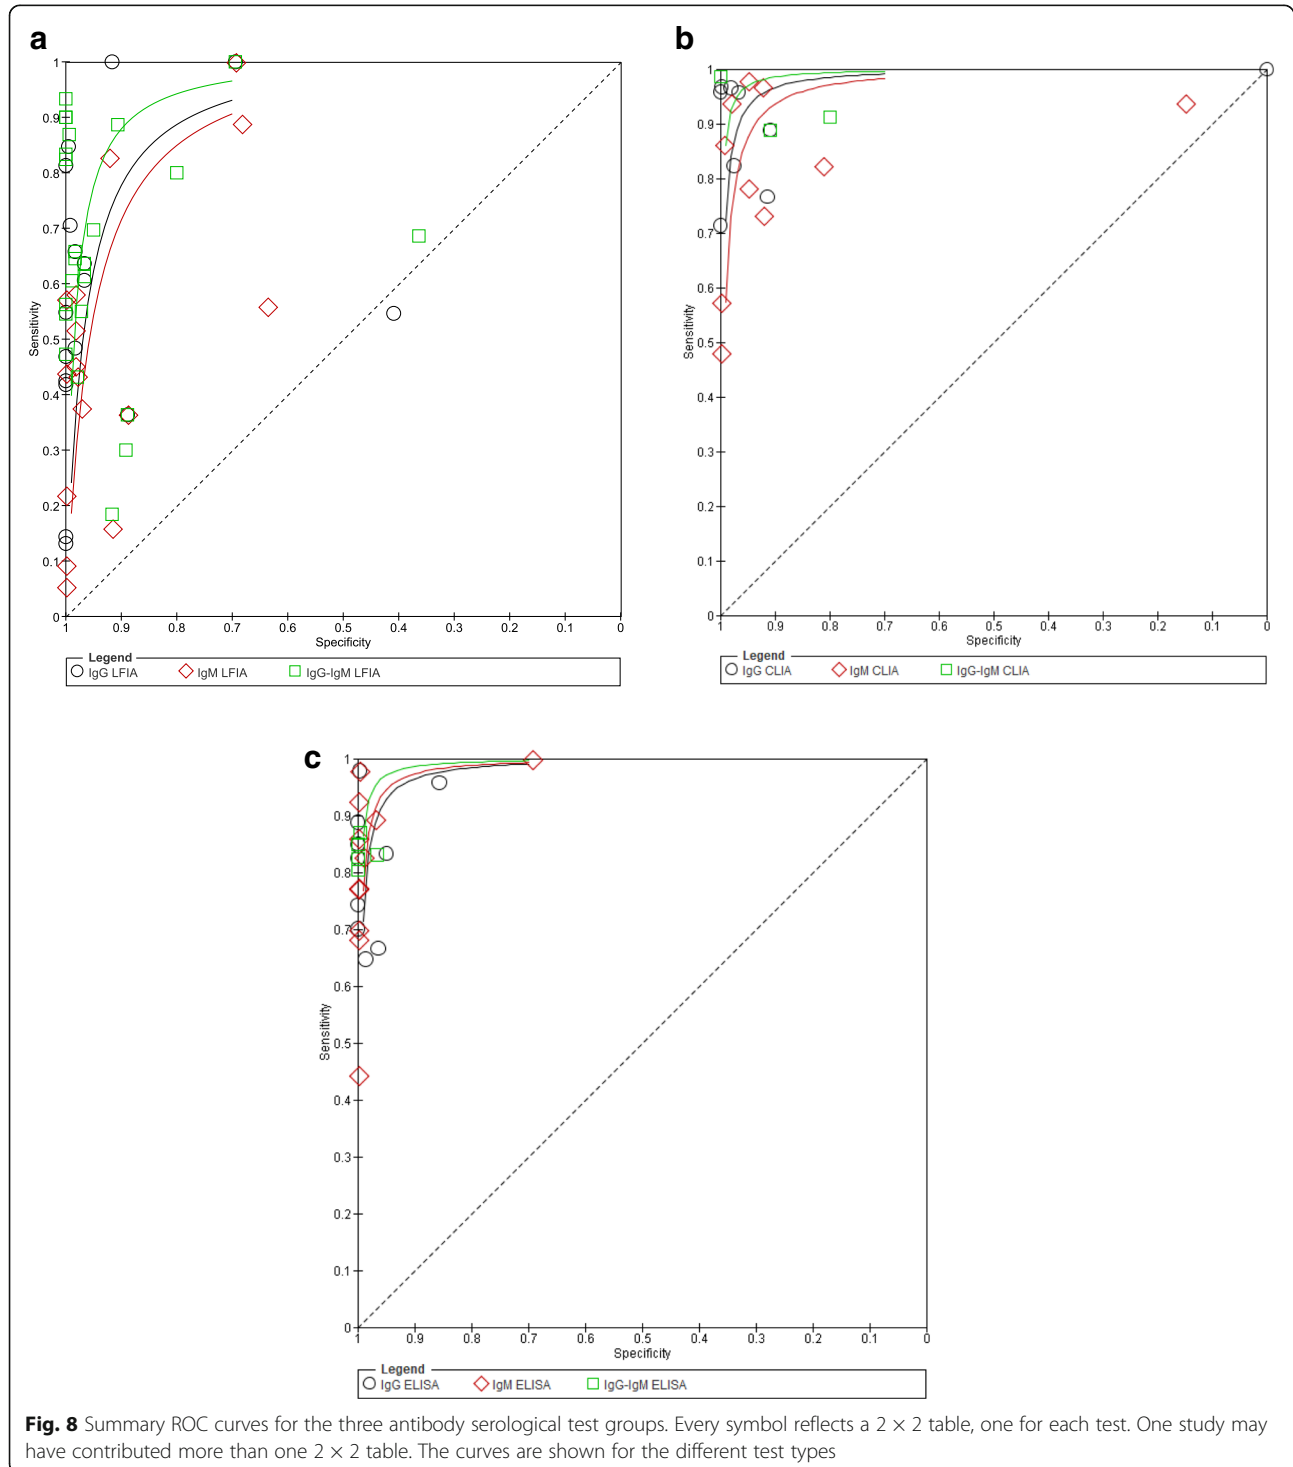 a
1
0.9
0.8
0.7
0.6
0.5
0.4
0.3
0.2
0.1
0
Sensitivity
1 0.9 0.8 0.7 0.6 0.5 0.4 0.3 0.2 0.1 0
Specificity
Legend
IgG LFIA IgM LFIA IgG-IgM LFIA
b
1
0.9
0.8
0.7
0.6
0.5
0.4
0.3
0.2
0.1
0
Sensitivity
1 0.9 0.8 0.7 0.6 0.5 0.4 0.3 0.2 0.1 0
Specificity
Legend
IgG CLIA IgM CLIA IgG-IgM CLIA
c
1
0.9
0.8
0.7
0.6
0.5
0.4
0.3
0.2
0.1
0
Sensitivity
1 0.9 0.8 0.7 0.6 0.5 0.4 0.3 0.2 0.1 0
Specificity
Legend
IgG ELISA IgM ELISA IgG-IgM ELISA
Fig. 8 Summary ROC curves for the three antibody serological test groups. Every symbol reflects a 2 × 2 table, one for each test. One study may
have contributed more than one 2 × 2 table. The curves are shown for the different test types